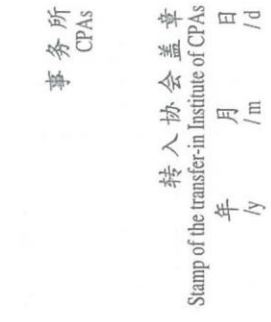 事务所
CPAs
转入协会盖章
Stamp of the transfer-in Institute of CPAs
年 月 日
/y /m /d